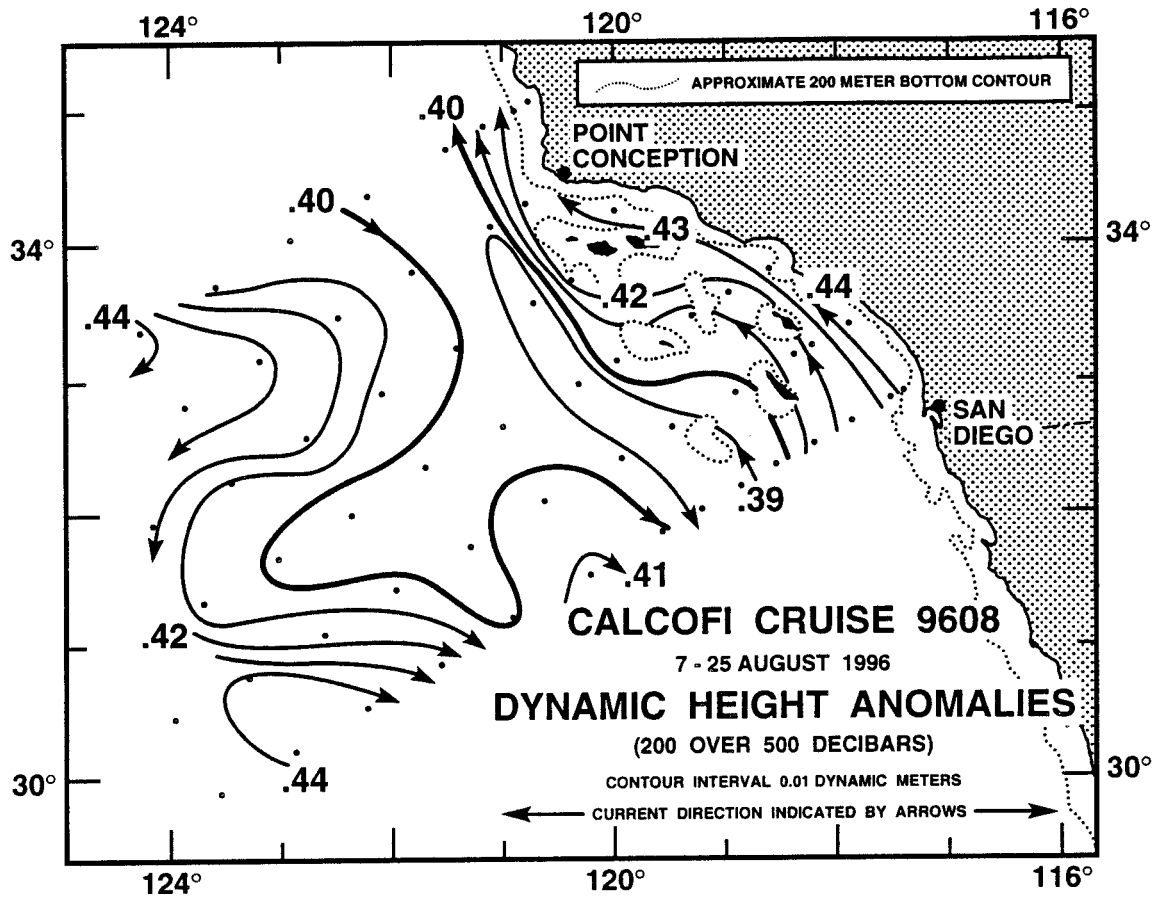 124° 120° 116°
APPROXIMATE 200 METER BOTTOM CONTOUR
.40
POINT
CONCEPTION
.40
.43
34° 34°
.42
.44
.44
SAN
DIEGO
.39
.41
CALCOFI CRUISE 9608
.42
7 - 25 AUGUST 1996
DYNAMIC HEIGHT ANOMALIES
(200 OVER 500 DECIBARS)
.44
30° 30°
CONTOUR INTERVAL 0.01 DYNAMIC METERS
CURRENT DIRECTION INDICATED BY ARROWS
124° 120° 116°